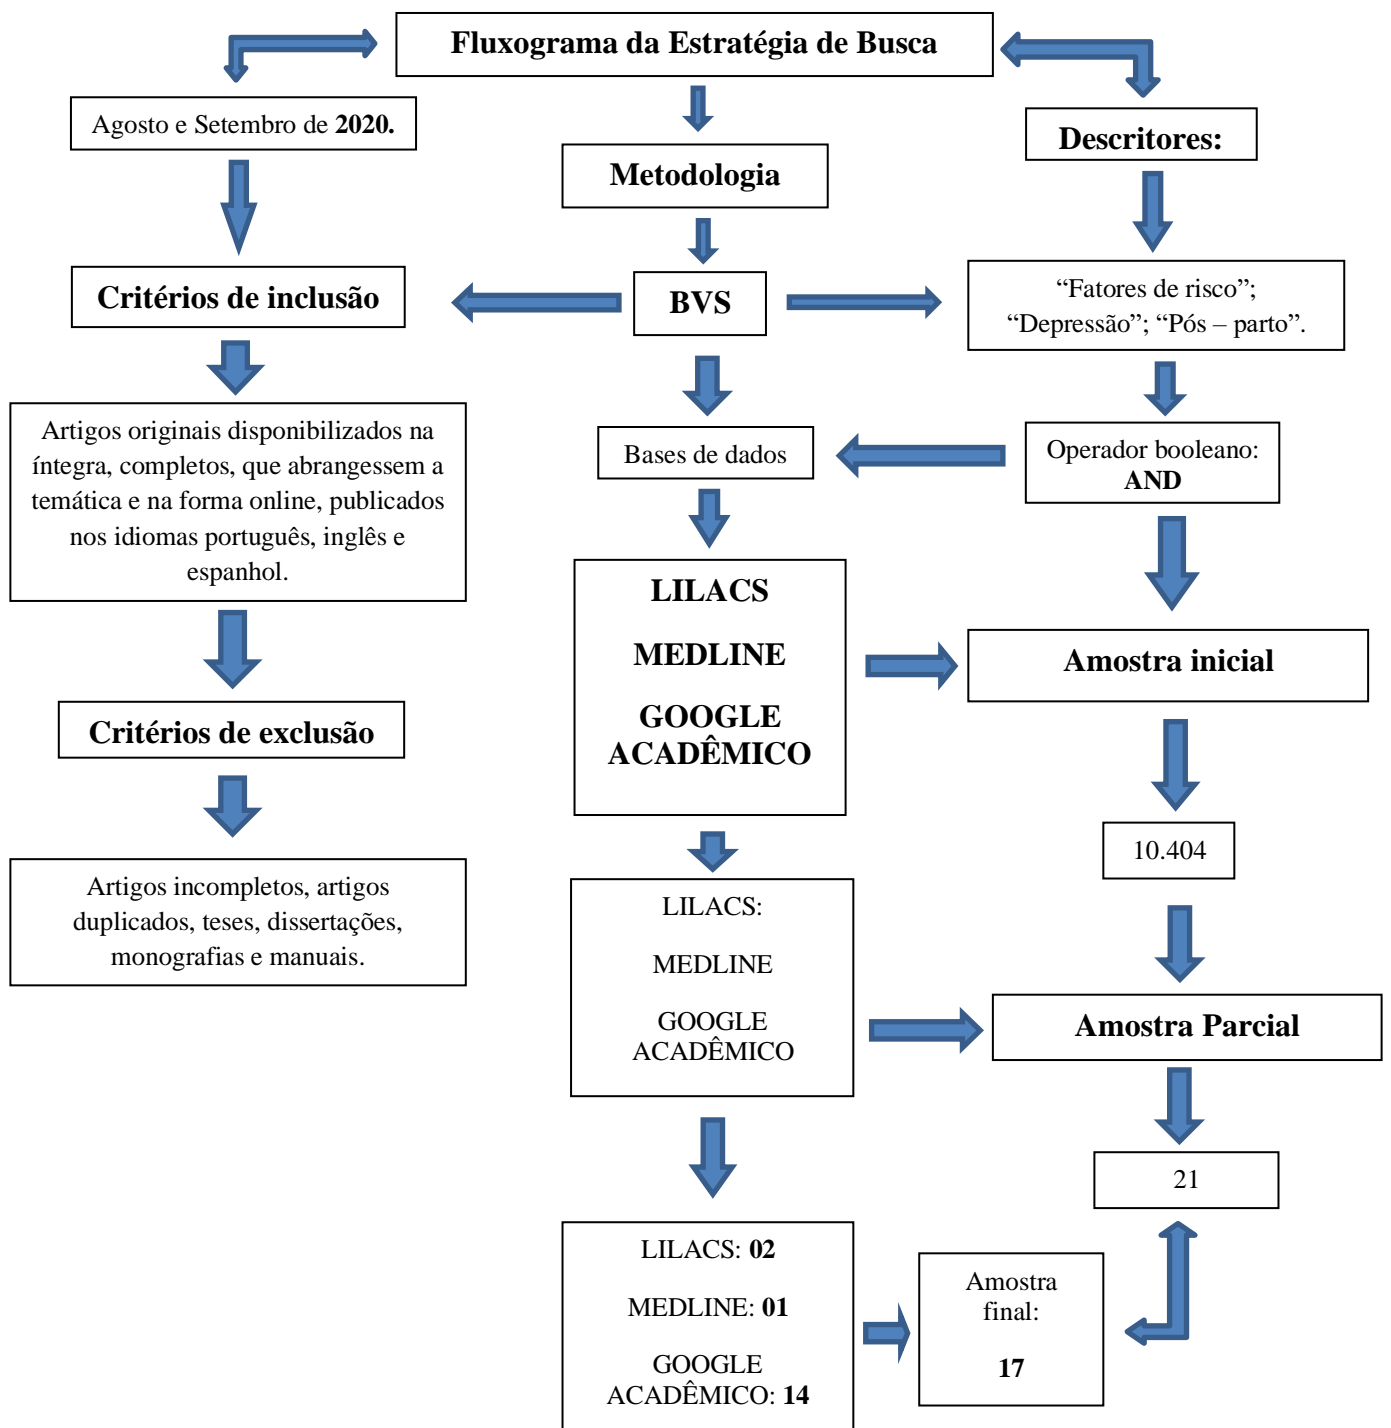 Fluxograma da Estratégia de Busca
Agosto e Setembro de 2020.
Metodologia
Descritores:
Critérios de inclusão
BVS
“Fatores de risco”;
“Depressão”; “Pós – parto”.
Artigos originais disponibilizados na
íntegra, completos, que abrangessem a
temática e na forma online, publicados
nos idiomas português, inglês e
espanhol.
Bases de dados
Operador booleano:
AND
LILACS
MEDLINE
GOOGLE
ACADÊMICO
Amostra inicial
Critérios de exclusão
10.404
Artigos incompletos, artigos
duplicados, teses, dissertações,
monografias e manuais.
LILACS:
MEDLINE
GOOGLE
ACADÊMICO
Amostra Parcial
21
LILACS: 02
MEDLINE: 01
GOOGLE
ACADÊMICO: 14
Amostra
final:
17